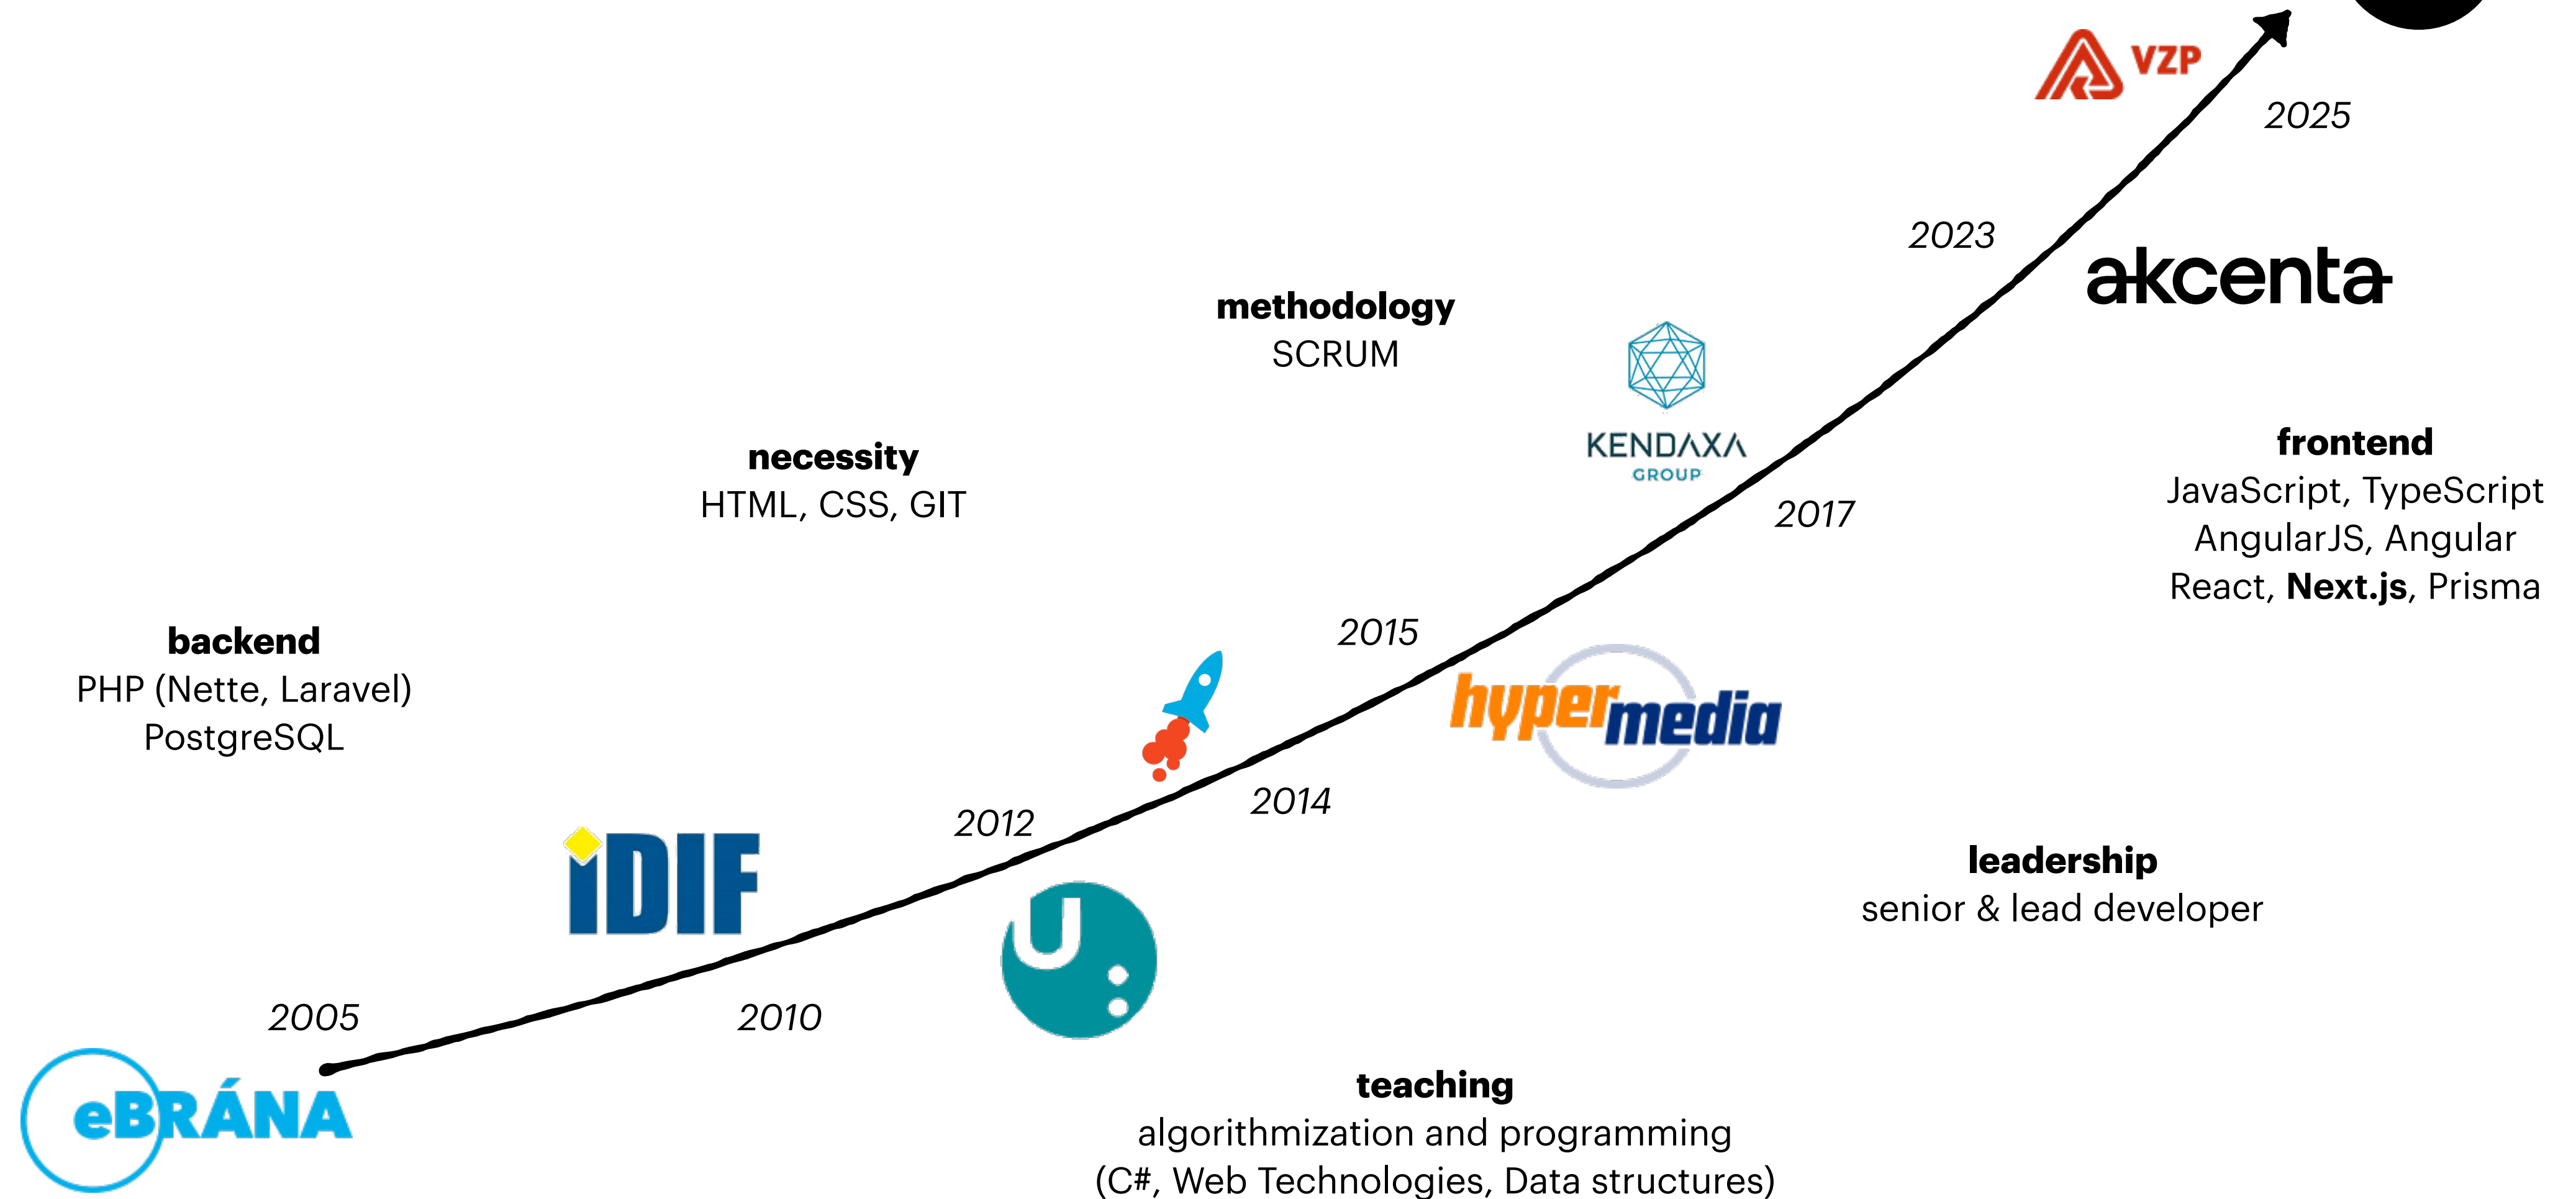 VZP
2025
2023
akcenta
methodology
SCRUM
KENDAXA
GROUP
frontend
JavaScript, TypeScript
AngularJS, Angular
React, Next.js, Prisma
necessity
HTML, CSS, GIT
2017
backend
PHP (Nette, Laravel)
PostgreSQL
2015
hypermedia
2014
2012
iDIF
leadership
senior & lead developer
U:
2005
2010
eBRÁNA
teaching
algorithmization and programming
(C#, Web Technologies, Data structures)